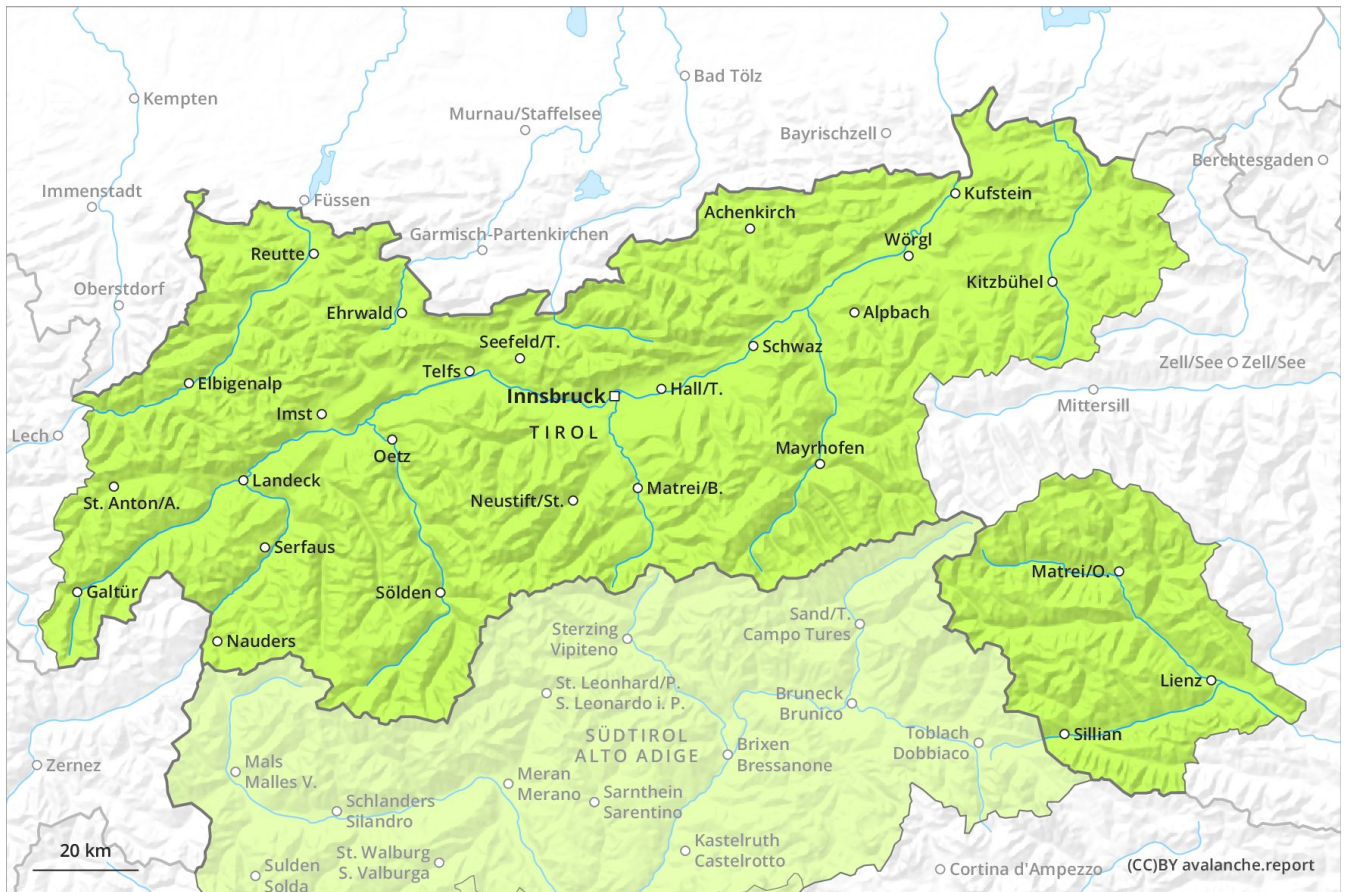 Kempten
Bad Tölz
Murnau/Staffelsee
Bayrischzell
Berchtesgaden
Immenstadt
Füssen
Kufstein
Achenkirch
Garmisch-Partenkirchen
Wörgl
Reutte
Oberstdorf
Kitzbühel
Ehrwald
Alpbach
Seefeld/T.
Schwaz
Zell/See
Zell/See
Telfs
Elbigenalp
Hall/T.
Innsbruck
Mittersill
Imst
Lech
TIROL
Oetz
Mayrhofen
Landeck
St. Anton/A.
Neustift/St.
Matrei/B.
Serfaus
Matrei/O.
Galtür
Sölden
Sand/T.
Campo Tures
Sterzing
Vipiteno
Nauders
Lienz
St. Leonhard/P.
S. Leonardo i. P.
Bruneck
Brunico
SÜDTIROL
ALTO ADIGE
Toblach
Dobbiaco
Sillian
Brixen
Bressanone
Zernez
Mals
Malles V.
Meran
Merano
Sarnthein
Sarentino
Schlanders
Silandro
Kastelruth
Castelrotto
20 km
St. Walburg
S. Valburga
Sulden
Solda
Cortina d'Ampezzo
(CC)BY avalanche.report